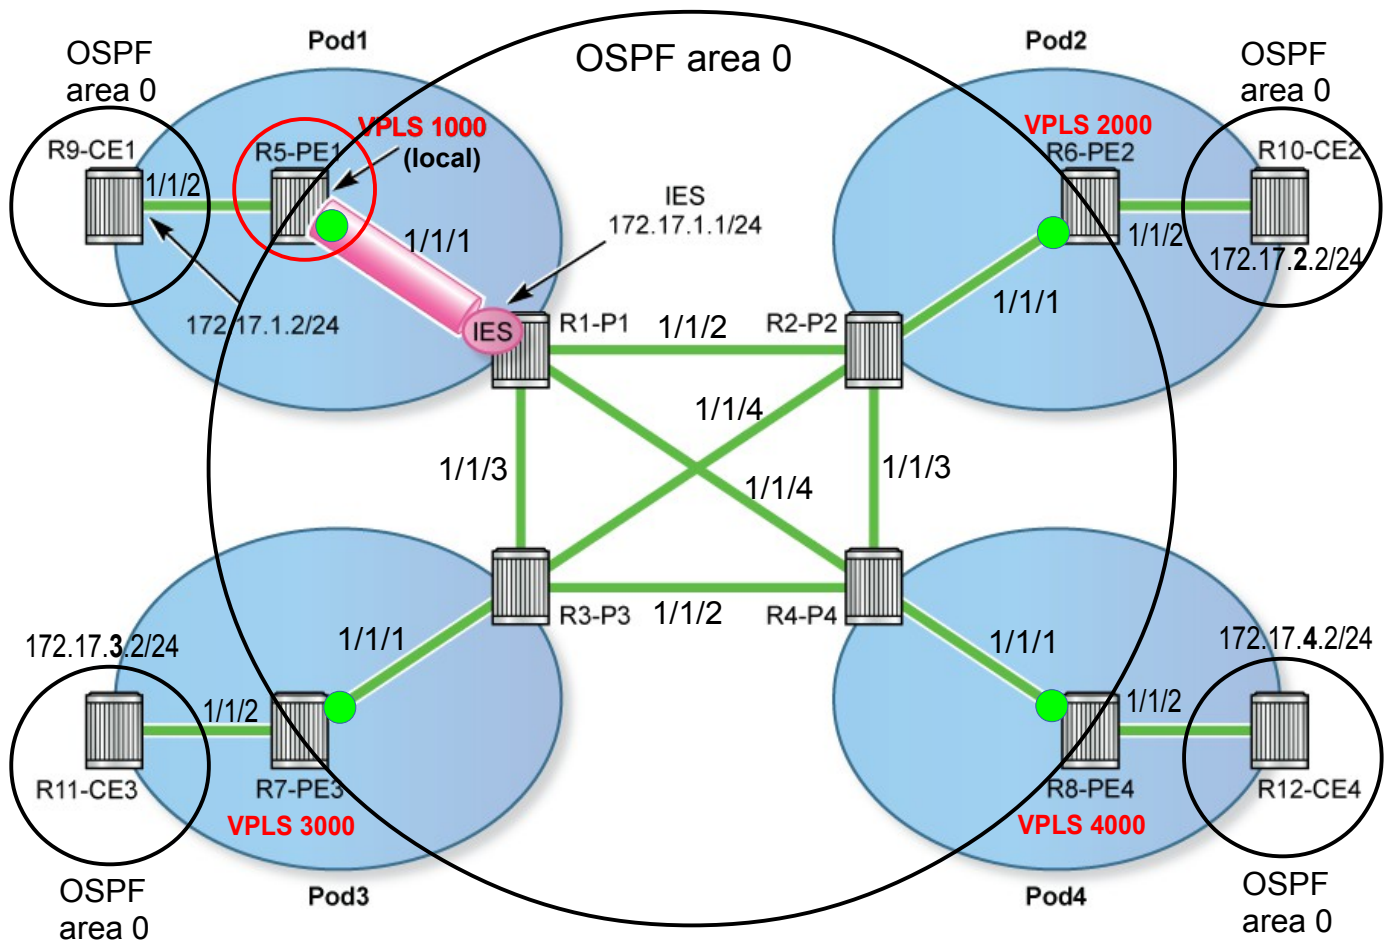 Pod1
OSPF area 0
Pod2
OSPF
area 0
OSPF
area 0
VPLS 1000
(local)
VPLS 2000
R9-CE1
R5-PE1
R6-PE2
R10-CE2
1/1/2
1/1/1
IES
172.17.1.1/24
1/1/2
172.17.2.2/24
1/1/1
172.17.1.2/24
IES
R1-P1
1/1/2
R2-P2
1/1/4
1/1/3
1/1/4
1/1/3
R3-P3
1/1/2
R4-P4
1/1/1
1/1/1
172.17.3.2/24
172.17.4.2/24
1/1/2
1/1/2
R11-CE3
R7-PE3
R8-PE4
R12-CE4
VPLS 3000
VPLS 4000
OSPF
area 0
Pod3
Pod4
OSPF
area 0